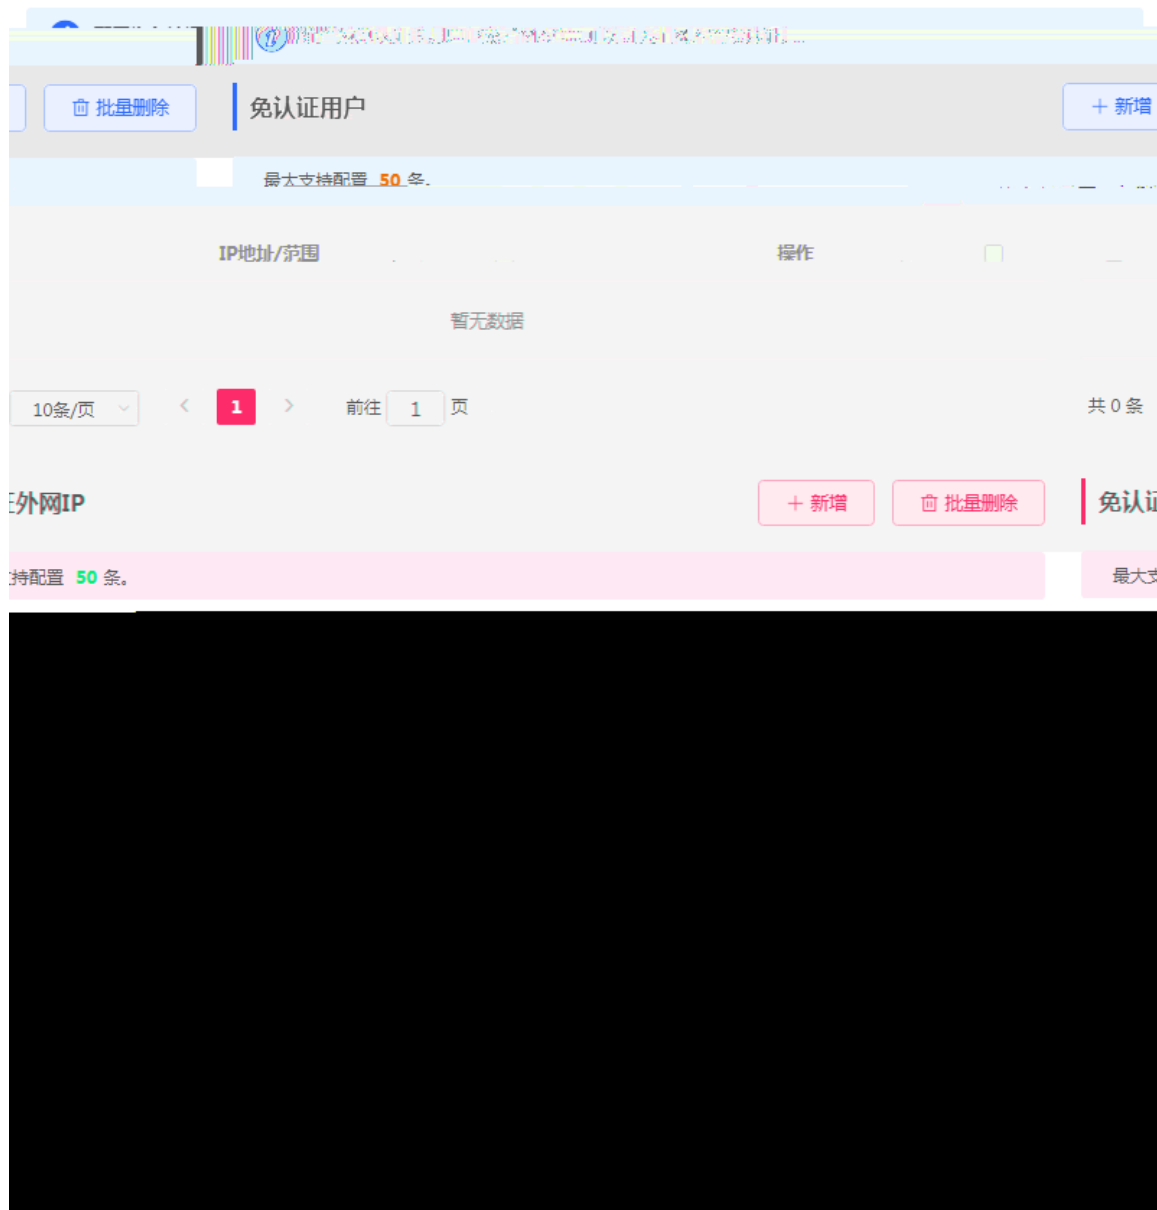 批量删除 免认证用户 + 新增
最大支持配置 50 条。
IP地址/范围 操作
暂无数据
10条/页 < 1 > 前往 1 页 共 0 条
外网IP + 新增 批量删除 免认证
持配置 50 条。 最大支